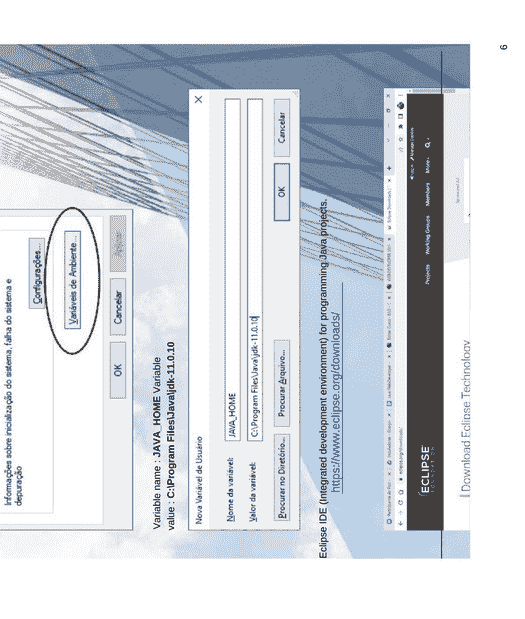 6
Informações sobre inicialização do sistema, falha do sistema e
depuração
Configurações...
Variáveis de Ambiente...
OK
Cancelar
Aplicar
Variable name : JAVA_HOME Variable
value : C:\Program Files\Java\jdk-11.0.10
Nova Variável de Usuário
Nome da variável:
JAVA_HOME
Valor da variável:
C:\Program Files\Java\jdk-11.0.10
Procurar no Diretório...
Procurar Arquivo...
OK
Cancelar
Eclipse IDE (Integrated development environment) for programming Java projects.
https://www.eclipse.org/downloads/
eclipse.org/downloads/
ECLIPSE
Projects
Working Groups
Members
More
Download Eclipse Technology